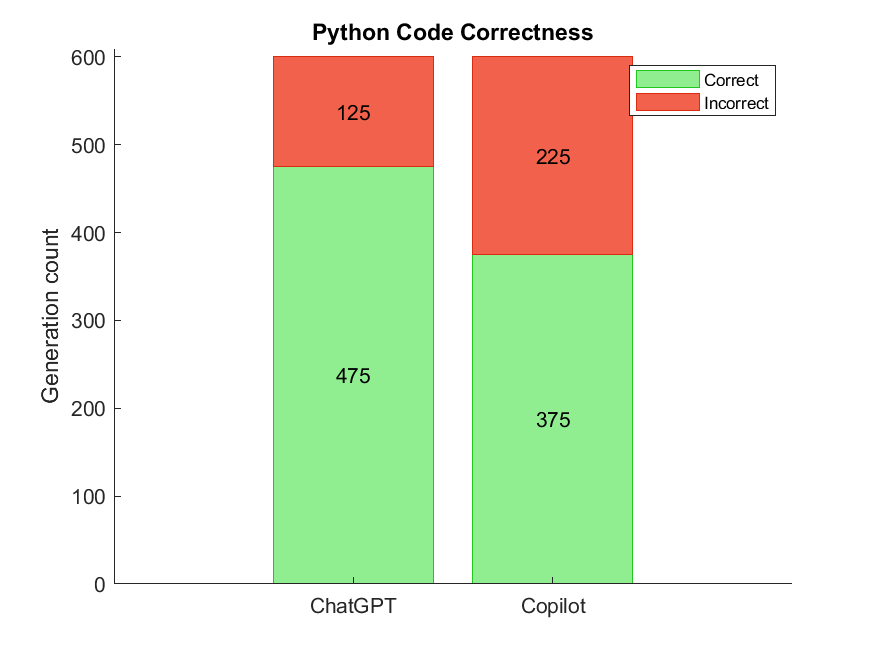 Python Code Correctness
600
500
400
300
200
100
0
Generation count
125
475
225
375
Correct
Incorrect
ChatGPT
Copilot